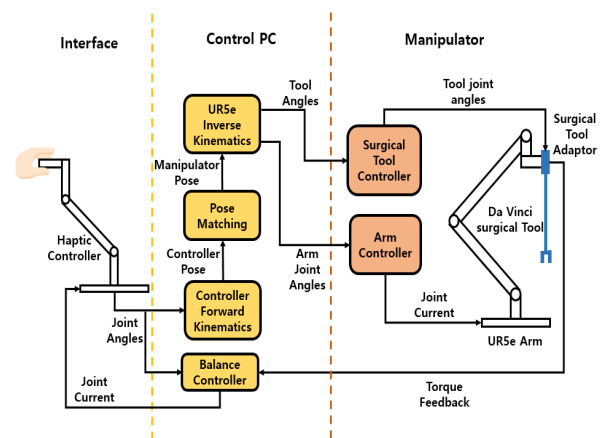 Interface
Control PC
Manipulator
Tool
Angles
Tool joint
angles
UR5e
Inverse
Kinematics
Surgical
Tool
Adaptor
Surgical
Tool
Controller
Manipulator
Pose
Pose
Matching
Da Vinci
surgical Tool
Haptic
Controller
Controller
Pose
Arm
Joint
Angles
Arm
Controller
Controller
Forward
Kinematics
Joint
Angles
Joint
Current
UR5e Arm
Balance
Controller
Joint
Current
Torque
Feedback